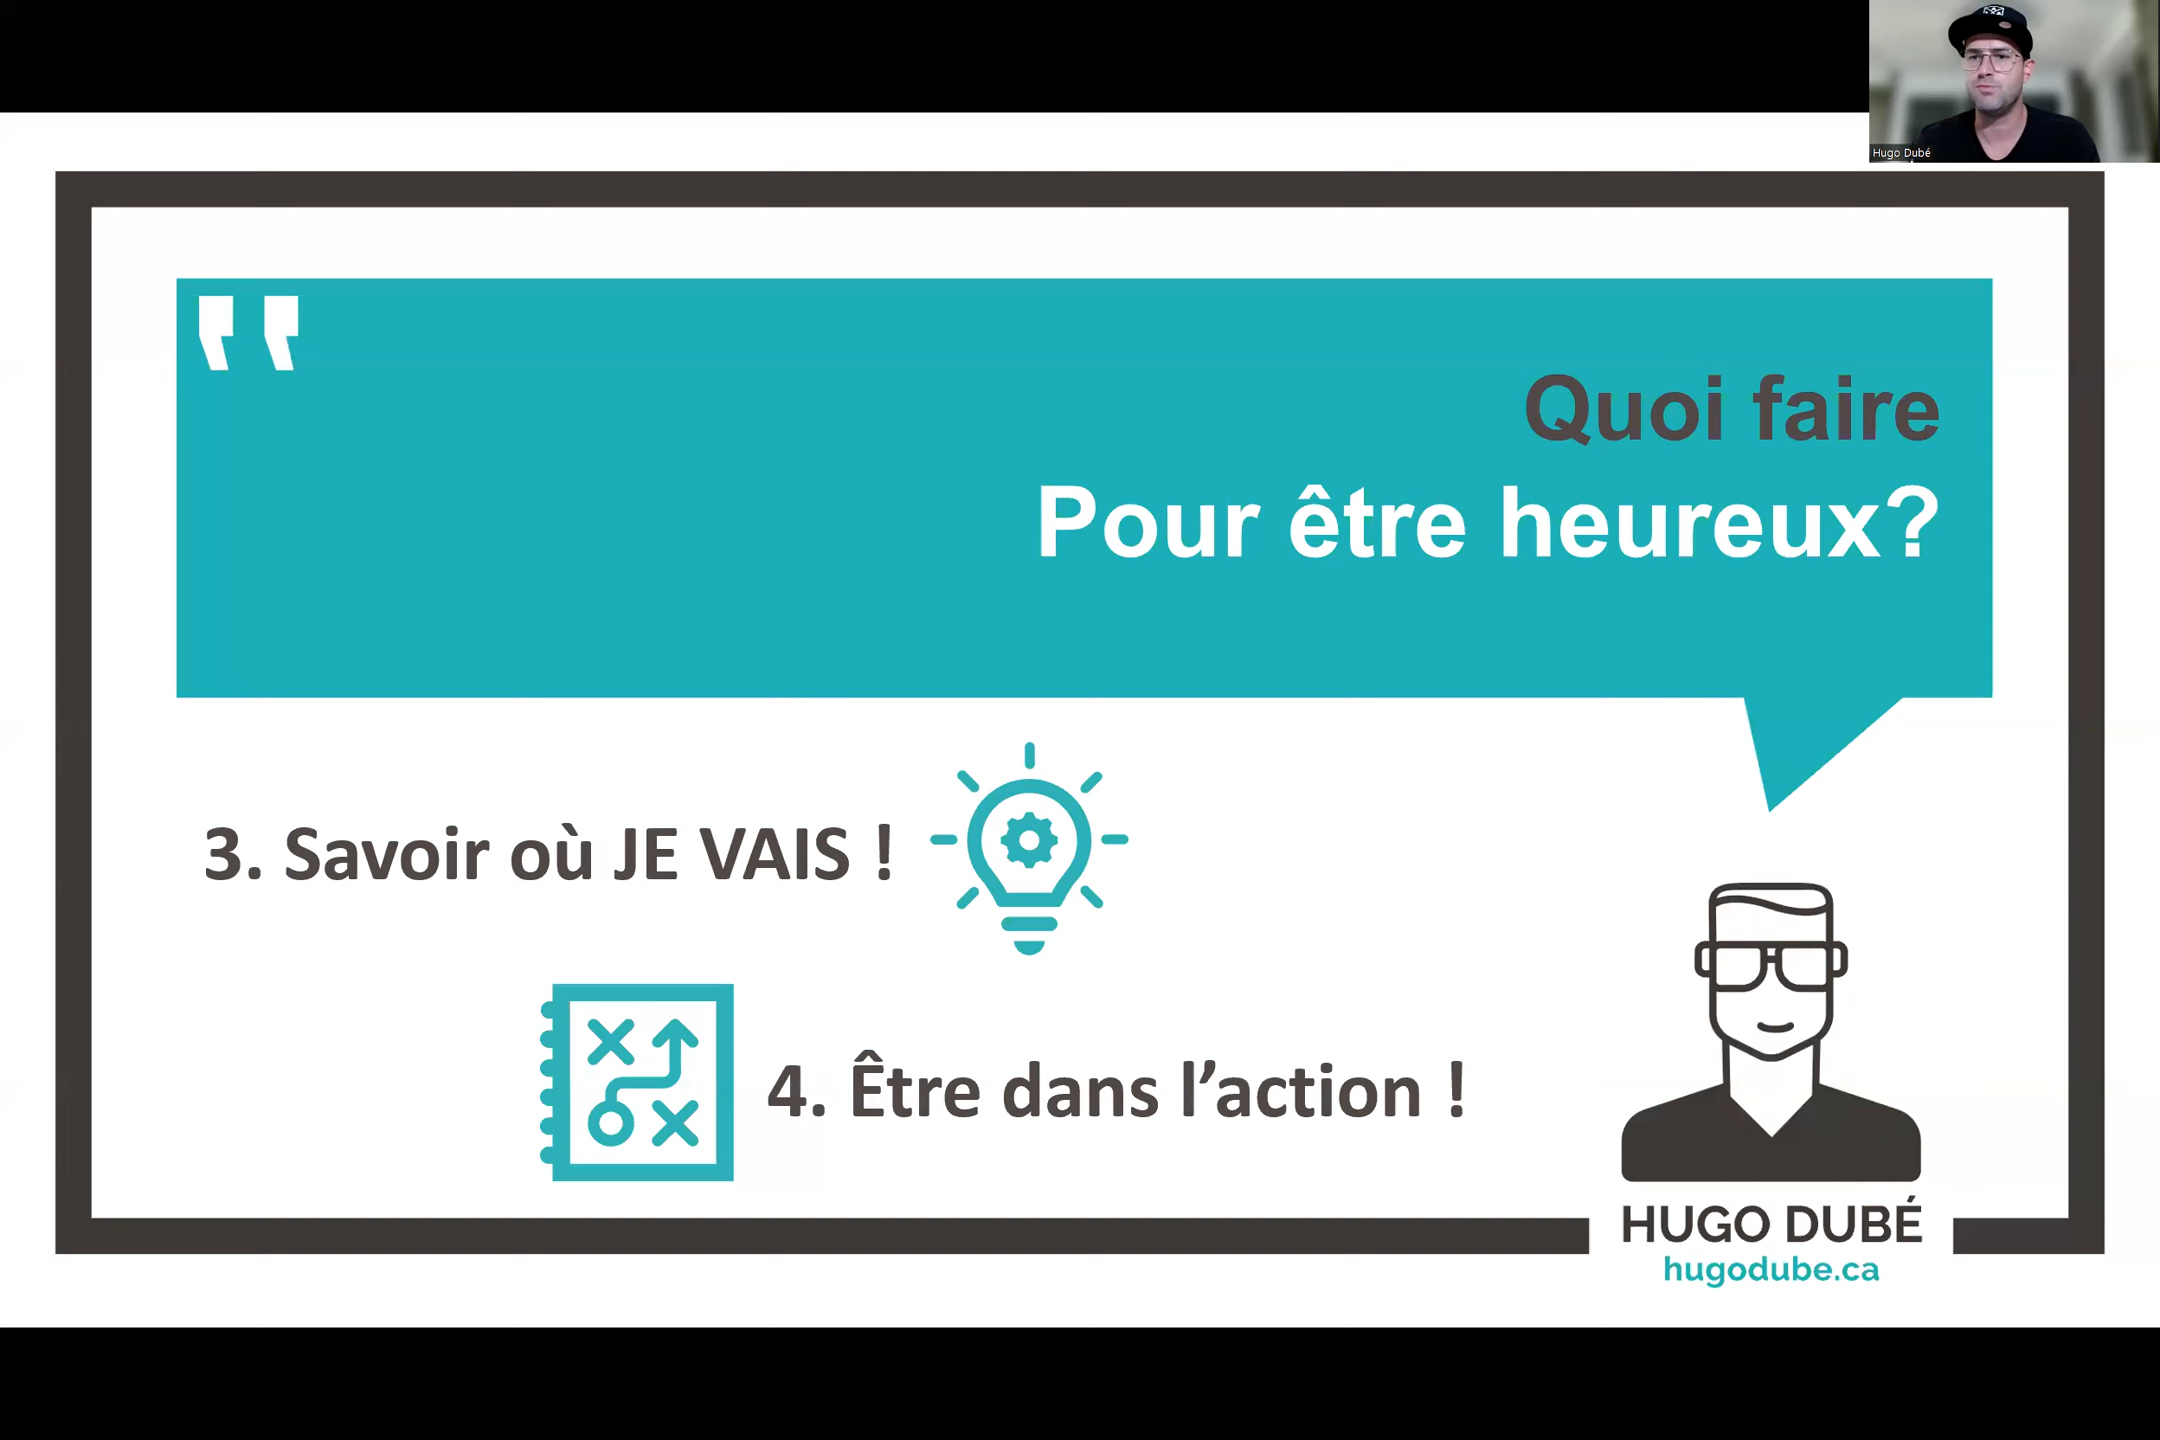 Hugo Dubé
Quoi faire
Pour être heureux?
3. Savoir où JE VAIS !
4. Être dans l’action !
HUGO DUBÉ
hugodube.ca